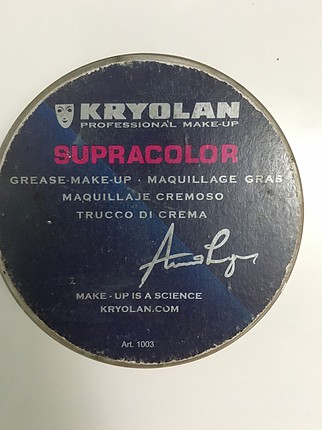 KRYOLAN
PROFESSIONAL MAKE-UP
SUPRACOLOR
GREASE-MAKE-UP · MAQUILLAGE GRAS
MAQUILLAJE CREMOSO
TRUCCO DI CREMA
MAKE - UP IS A SCIENCE
KRYOLAN.COM
Art. 1003